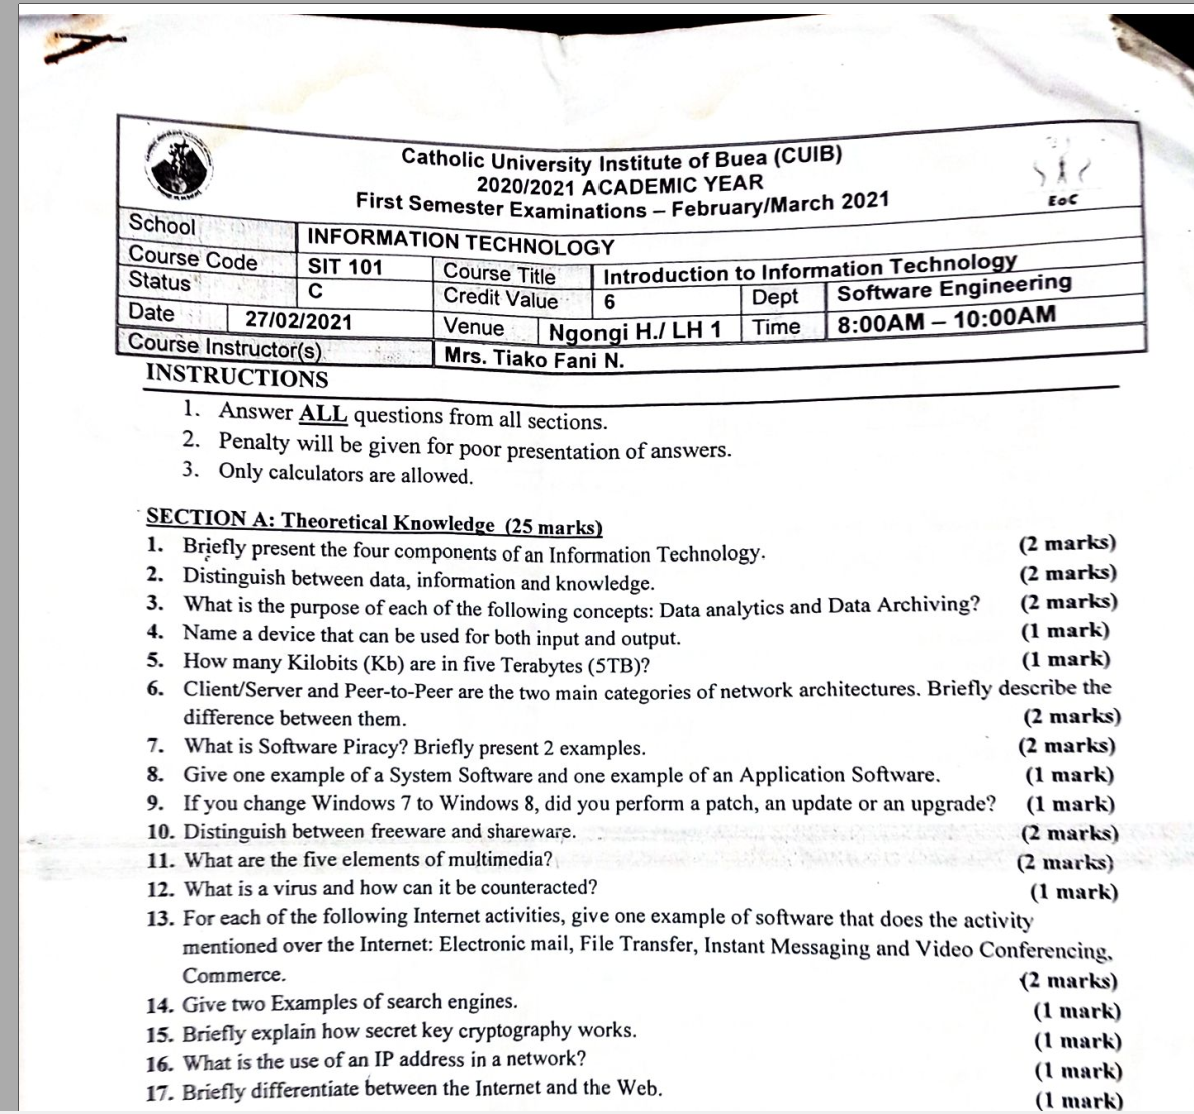 Catholic University Institute of Buea (CUIB)
2020/2021 ACADEMIC YEAR
First Semester Examinations – February/March 2021
EoC
School INFORMATION TECHNOLOGY
Course Code SIT 101 Course Title Introduction to Information Technology
Status C Credit Value 6 Dept Software Engineering
Date 27/02/2021 Venue Ngongi H./ LH 1 Time 8:00AM – 10:00AM
Course Instructor(s) Mrs. Tiako Fani N.
INSTRUCTIONS
1. Answer ALL questions from all sections.
2. Penalty will be given for poor presentation of answers.
3. Only calculators are allowed.
SECTION A: Theoretical Knowledge (25 marks)
1. Briefly present the four components of an Information Technology. (2 marks)
2. Distinguish between data, information and knowledge. (2 marks)
3. What is the purpose of each of the following concepts: Data analytics and Data Archiving? (2 marks)
4. Name a device that can be used for both input and output. (1 mark)
5. How many Kilobits (Kb) are in five Terabytes (5TB)? (1 mark)
6. Client/Server and Peer-to-Peer are the two main categories of network architectures. Briefly describe the
difference between them. (2 marks)
7. What is Software Piracy? Briefly present 2 examples. (2 marks)
8. Give one example of a System Software and one example of an Application Software. (1 mark)
9. If you change Windows 7 to Windows 8, did you perform a patch, an update or an upgrade? (1 mark)
10. Distinguish between freeware and shareware. (2 marks)
11. What are the five elements of multimedia? (2 marks)
12. What is a virus and how can it be counteracted? (1 mark)
13. For each of the following Internet activities, give one example of software that does the activity
mentioned over the Internet: Electronic mail, File Transfer, Instant Messaging and Video Conferencing,
Commerce. (2 marks)
14. Give two Examples of search engines. (1 mark)
15. Briefly explain how secret key cryptography works. (1 mark)
16. What is the use of an IP address in a network? (1 mark)
17. Briefly differentiate between the Internet and the Web. (1 mark)